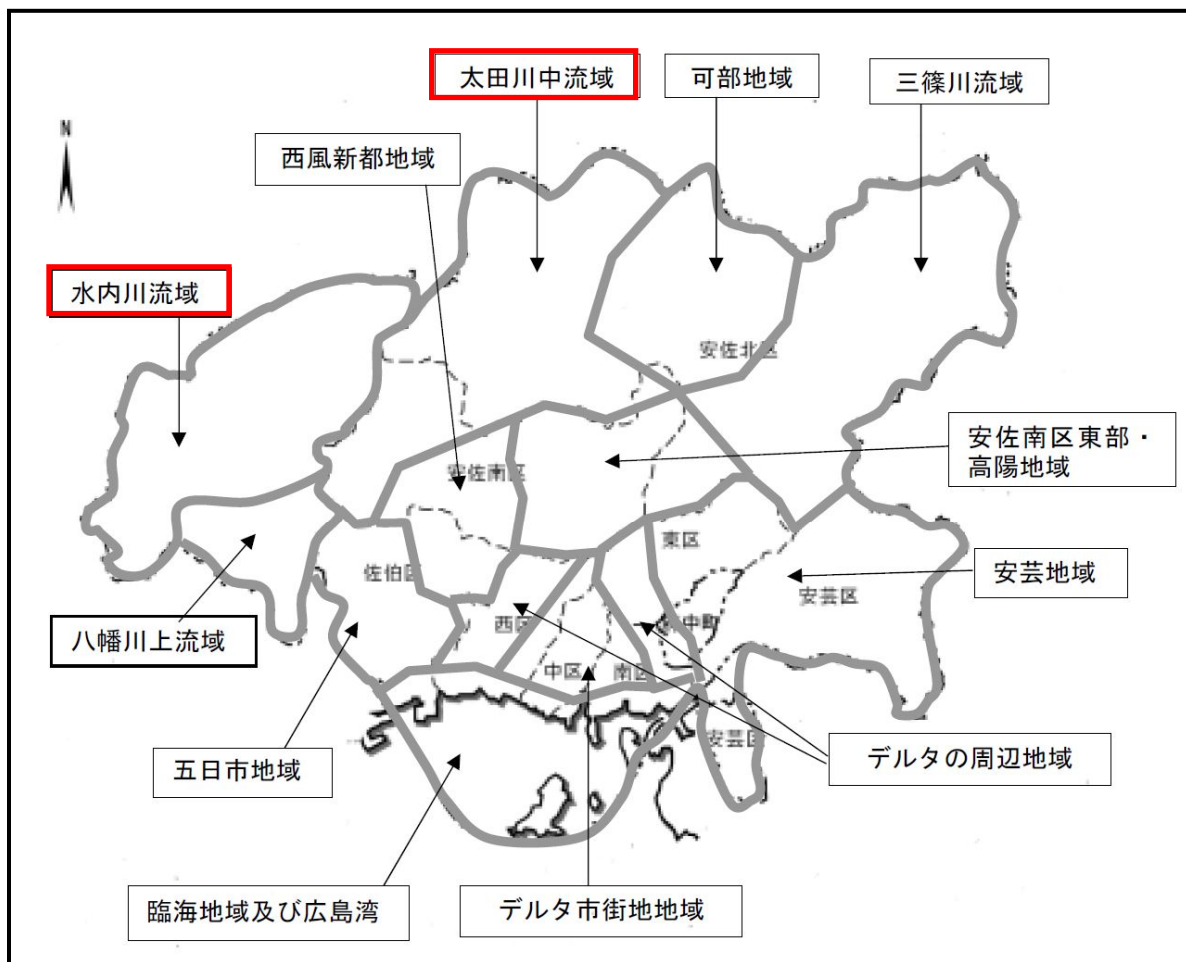 太田川中流域
可部地域
三篠川流域
N
西風新都地域
水内川流域
安佐北区
安佐南区東部・
高陽地域
安佐南区
東区
佐伯区
安芸地域
安芸区
西区
中町
八幡川上流域
中区
南区
安芸区
五日市地域
デルタの周辺地域
臨海地域及び広島湾
デルタ市街地地域